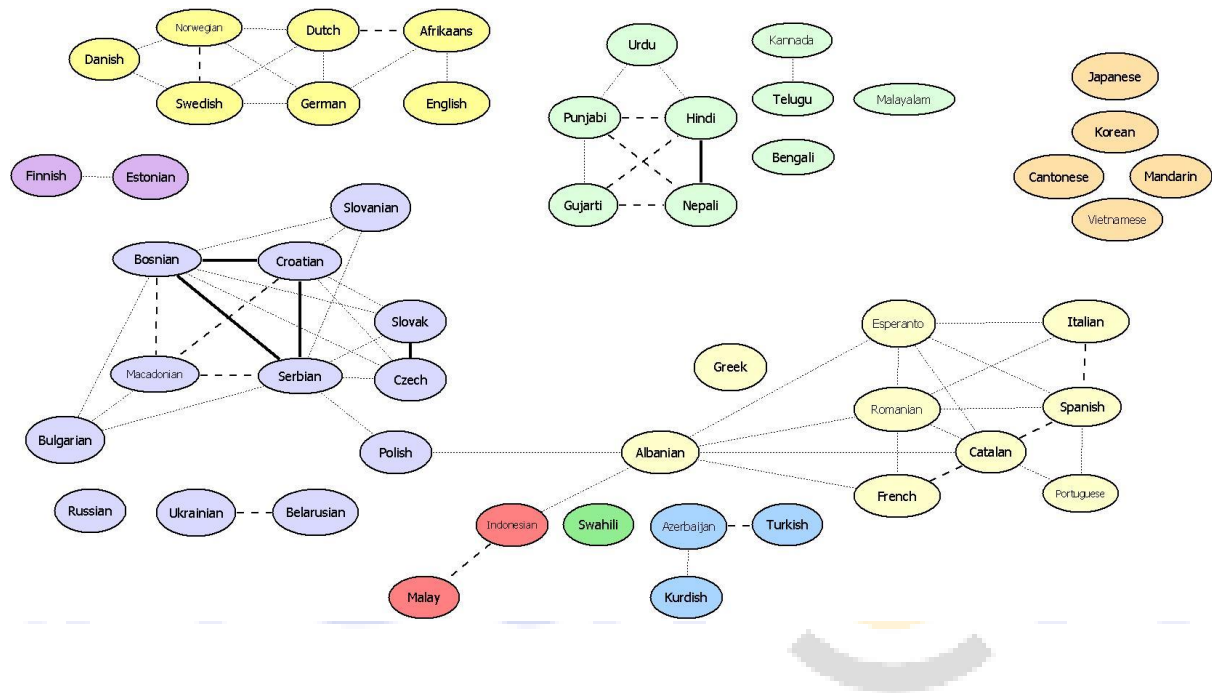 Norwegian
Dutch
Afrikaans
Danish
Swedish
German
English
Urdu
Kannada
Punjabi
Hindi
Telugu
Malayalam
Bengali
Gujarti
Nepali
Japanese
Korean
Cantonese
Mandarin
Vietnamese
Finnish
Estonian
Slovanian
Bosnian
Croatian
Slovak
Macadonian
Serbian
Czech
Bulgarian
Polish
Russian
Ukrainian
Belarusian
Greek
Esperanto
Italian
Romanian
Spanish
Albanian
Catalan
French
Portuguese
Indonesian
Swahili
Azerbaijan
Turkish
Malay
Kurdish